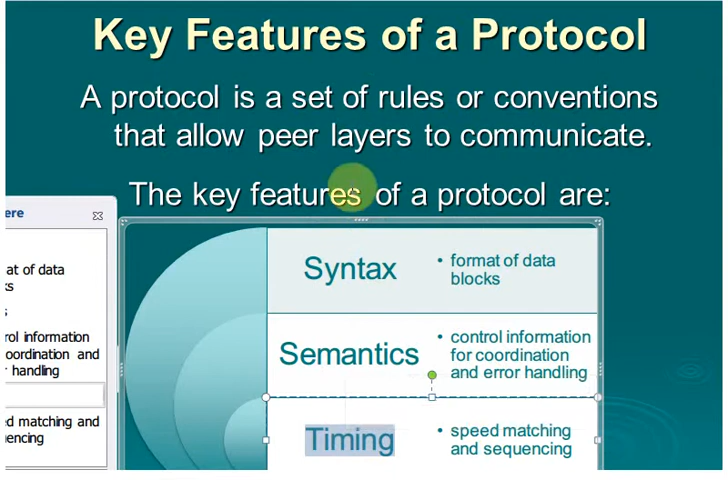 Key Features of a Protocol
A protocol is a set of rules or conventions
that allow peer layers to communicate.
The key features of a protocol are:
ere
at of data
ks
s
rol information
oordination and
r handling
ed matching and
encing
Syntax
• format of data
blocks
Semantics
• control information
for coordination
and error handling
Timing
• speed matching
and sequencing